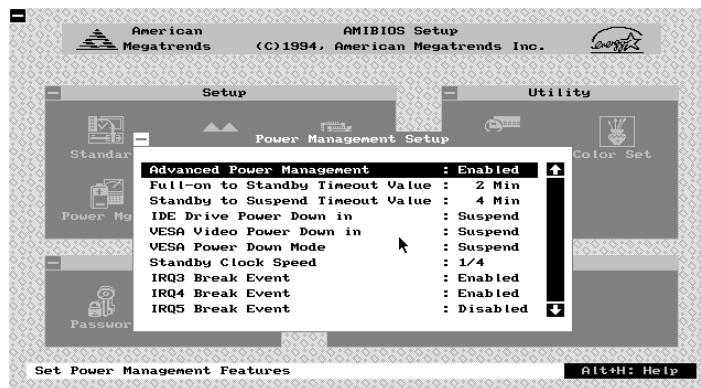 American
Megatrends
AMIBIOS Setup
(C)1994, American Megatrends Inc.
energy
Setup
Utility
Power Management Setup
Standar
Color Set
Power Mg
Passwor
Advanced Power Management : Enabled
Full-on to Standby Timeout Value : 2 Min
Standby to Suspend Timeout Value : 4 Min
IDE Drive Power Down in : Suspend
VESA Video Power Down in : Suspend
VESA Power Down Mode : Suspend
Standby Clock Speed : 1/4
IRQ3 Break Event : Enabled
IRQ4 Break Event : Enabled
IRQ5 Break Event : Disabled
Set Power Management Features
Alt+H: Help